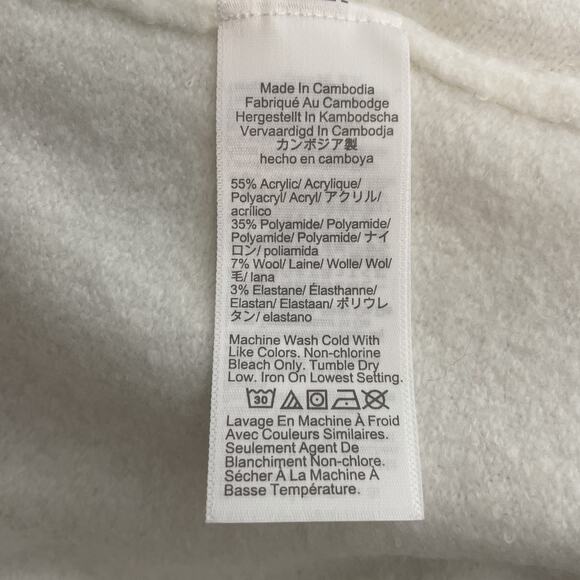 Made In Cambodia
Fabriqué Au Cambodge
Hergestellt In Kambodscha
Vervaardigd In Cambodja
カンボジア製
hecho en camboya
55% Acrylic/ Acrylique/
Polyacryl/ Acryl/ アクリル/
acrílico
35% Polyamide/ Polyamide/
Polyamide/ Polyamide/ ナイ
ロン/ poliamida
7% Wool/ Laine/ Wolle/ Wol/
毛/ lana
3% Elastane/ Élasthanne/
Elastan/ Elastaan/ ポリウレ
タン/ elastano
Machine Wash Cold With
Like Colors. Non-chlorine
Bleach Only. Tumble Dry
Low. Iron On Lowest Setting.
30
Lavage En Machine À Froid
Avec Couleurs Similaires.
Seulement Agent De
Blanchiment Non-chlore.
Sécher À La Machine À
Basse Température.